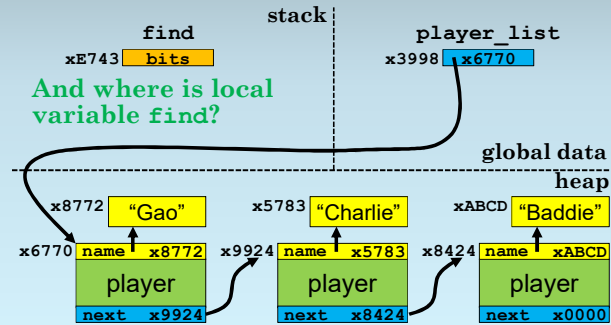 stack
find
player_list
xE743 bits
x3998 x6770
And where is local
variable find?
global data
heap
x8772 “Gao”
x5783 “Charlie”
xABCD “Baddie”
x6770 name x8772
x9924 name x5783
x8424 name xABCD
player
player
player
next x9924
next x8424
next x0000